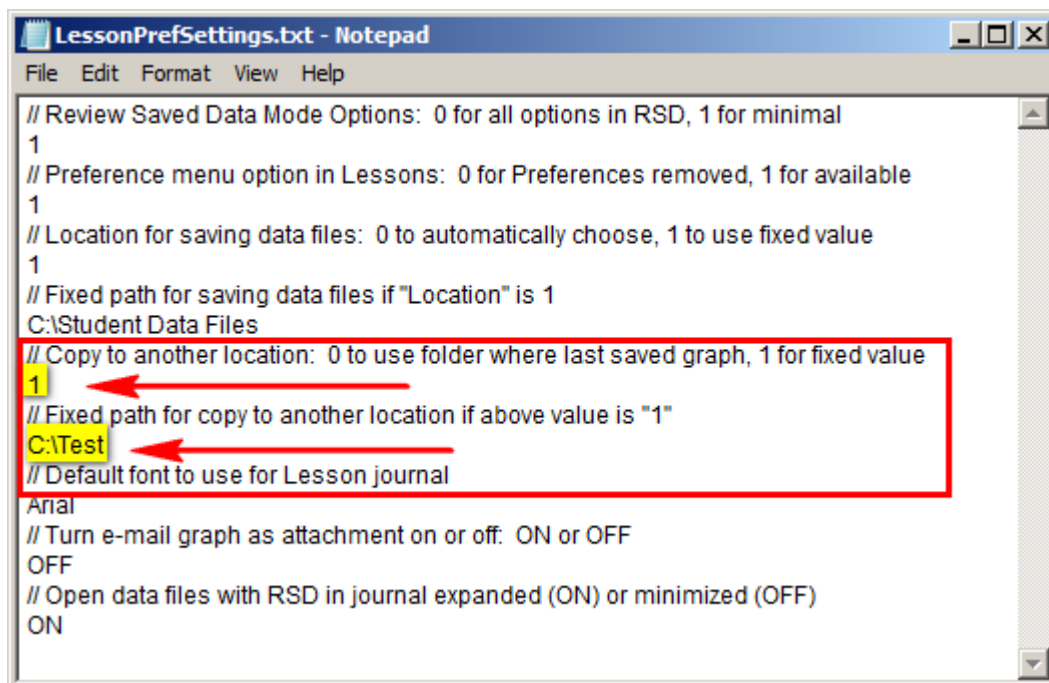 LessonPrefSettings.txt - Notepad
File Edit Format View Help
// Review Saved Data Mode Options:  0 for all options in RSD, 1 for minimal
1
// Preference menu option in Lessons:  0 for Preferences removed, 1 for available
1
// Location for saving data files:  0 to automatically choose, 1 to use fixed value
1
// Fixed path for saving data files if "Location" is 1
C:\Student Data Files
// Copy to another location:  0 to use folder where last saved graph, 1 for fixed value
1
// Fixed path for copy to another location if above value is "1"
C:\Test
// Default font to use for Lesson journal
Arial
// Turn e-mail graph as attachment on or off:  ON or OFF
OFF
// Open data files with RSD in journal expanded (ON) or minimized (OFF)
ON